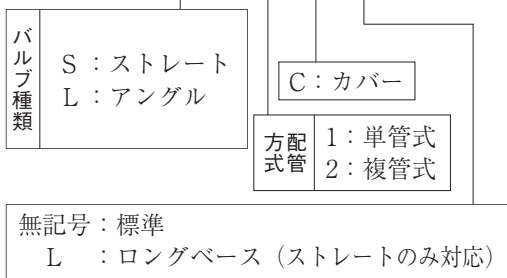 バルブ種類
S：ストレート
L：アングル
C：カバー
配管方式
1：単管式
2：複管式
無記号：標準
L：ロングベース（ストレートのみ対応）